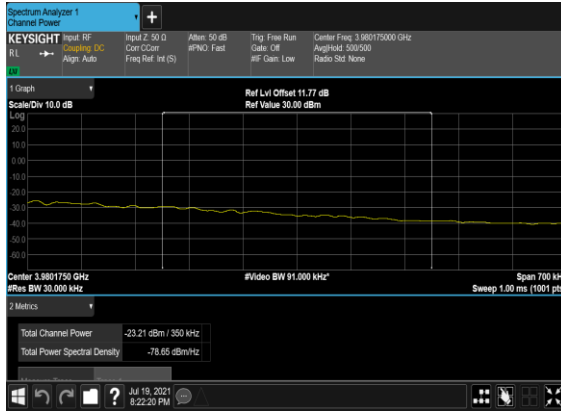 Spectrum Analyzer 1
Channel Power
+
KEYSIGHT Input: RF Input Z: 50 Ω Atten: 50 dB Trig: Free Run Center Freq: 3.980175000 GHz
RL Coupling: DC Corr CCorr #PNO: Fast Gate: Off Avg|Hold: 500/500
Align: Auto Freq Ref: Int (S) #IF Gain: Low Radio Std: None
1 Graph
Ref Lvl Offset 11.77 dB
Scale/Div 10.0 dB Ref Value 30.00 dBm
Log
20.0
10.0
0.00
-10.0
-20.0
-30.0
-40.0
-50.0
-60.0
Center 3.9801750 GHz #Video BW 91.000 kHz* Span 700 kH
#Res BW 30.000 kHz Sweep 1.00 ms (1001 pts
2 Metrics
Total Channel Power -23.21 dBm / 350 kHz
Total Power Spectral Density -78.65 dBm/Hz
? Jul 19, 2021
8:22:20 PM